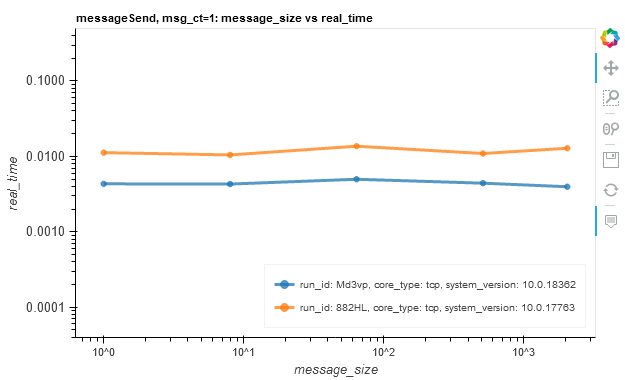 messageSend, msg_ct=1: message_size vs real_time
0.1000
0.0100
0.0010
0.0001
real_time
run_id: Md3vp, core_type: tcp, system_version: 10.0.18362
run_id: 882HL, core_type: tcp, system_version: 10.0.17763
10^0
10^1
10^2
10^3
message_size